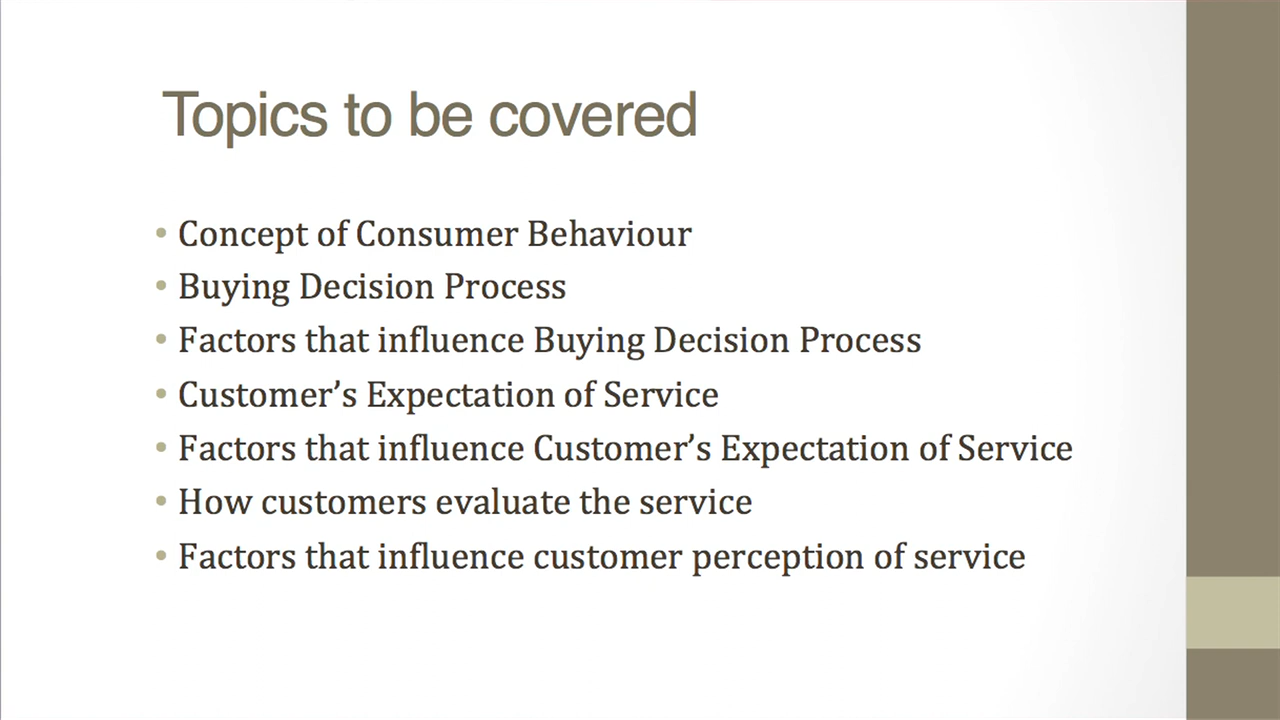 Topics to be covered
• Concept of Consumer Behaviour
• Buying Decision Process
• Factors that influence Buying Decision Process
• Customer’s Expectation of Service
• Factors that influence Customer’s Expectation of Service
• How customers evaluate the service
• Factors that influence customer perception of service